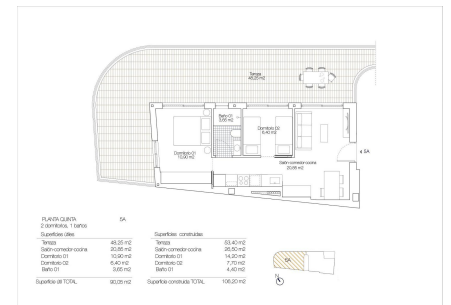 Terraza
48,25 m2
Baño 01
3,65 m2
Dormitorio 02
6,40 m2
Dormitorio 01
10,90 m2
Salón-comedor-cocina
20,85 m2
5A
PLANTA QUINTA 5A
2 dormitorios, 1 baños
Superficies útiles Superficies construidas
Terraza 48,25 m2 Terraza 53,40 m2
Salón-comedor-cocina 20,85 m2 Salón-comedor-cocina 26,50 m2
Dormitorio 01 10,90 m2 Dormitorio 01 14,20 m2
Dormitorio 02 6,40 m2 Dormitorio 02 7,70 m2
Baño 01 3,65 m2 Baño 01 4,40 m2
Superficie útil TOTAL 90,05 m2 Superficie construida TOTAL 106,20 m2
5A